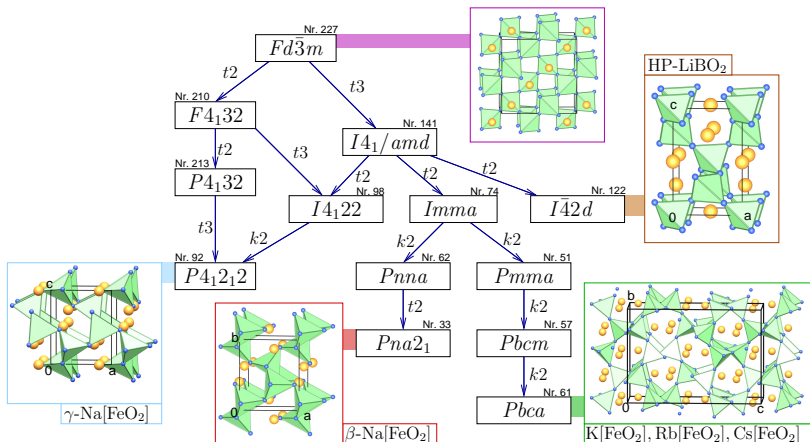 Nr. 227
Fd3̄m
HP-LiBO₂
t2
t3
Nr. 210
F4₁32
Nr. 141
I4₁/amd
c
t2
t3
t2
t2
t2
Nr. 213
P4₁32
Nr. 98
I4₁22
Nr. 74
Imma
Nr. 122
I4̄2d
0
a
t3
k2
k2
k2
Nr. 92
P4₁2₁2
Nr. 62
Pnna
Nr. 51
Pmma
c
0
a
γ-Na[FeO₂]
t2
k2
b
0
a
β-Na[FeO₂]
Nr. 33
Pna2₁
Nr. 57
Pbcm
k2
Nr. 61
Pbca
b
0
c
K[FeO₂], Rb[FeO₂], Cs[FeO₂]